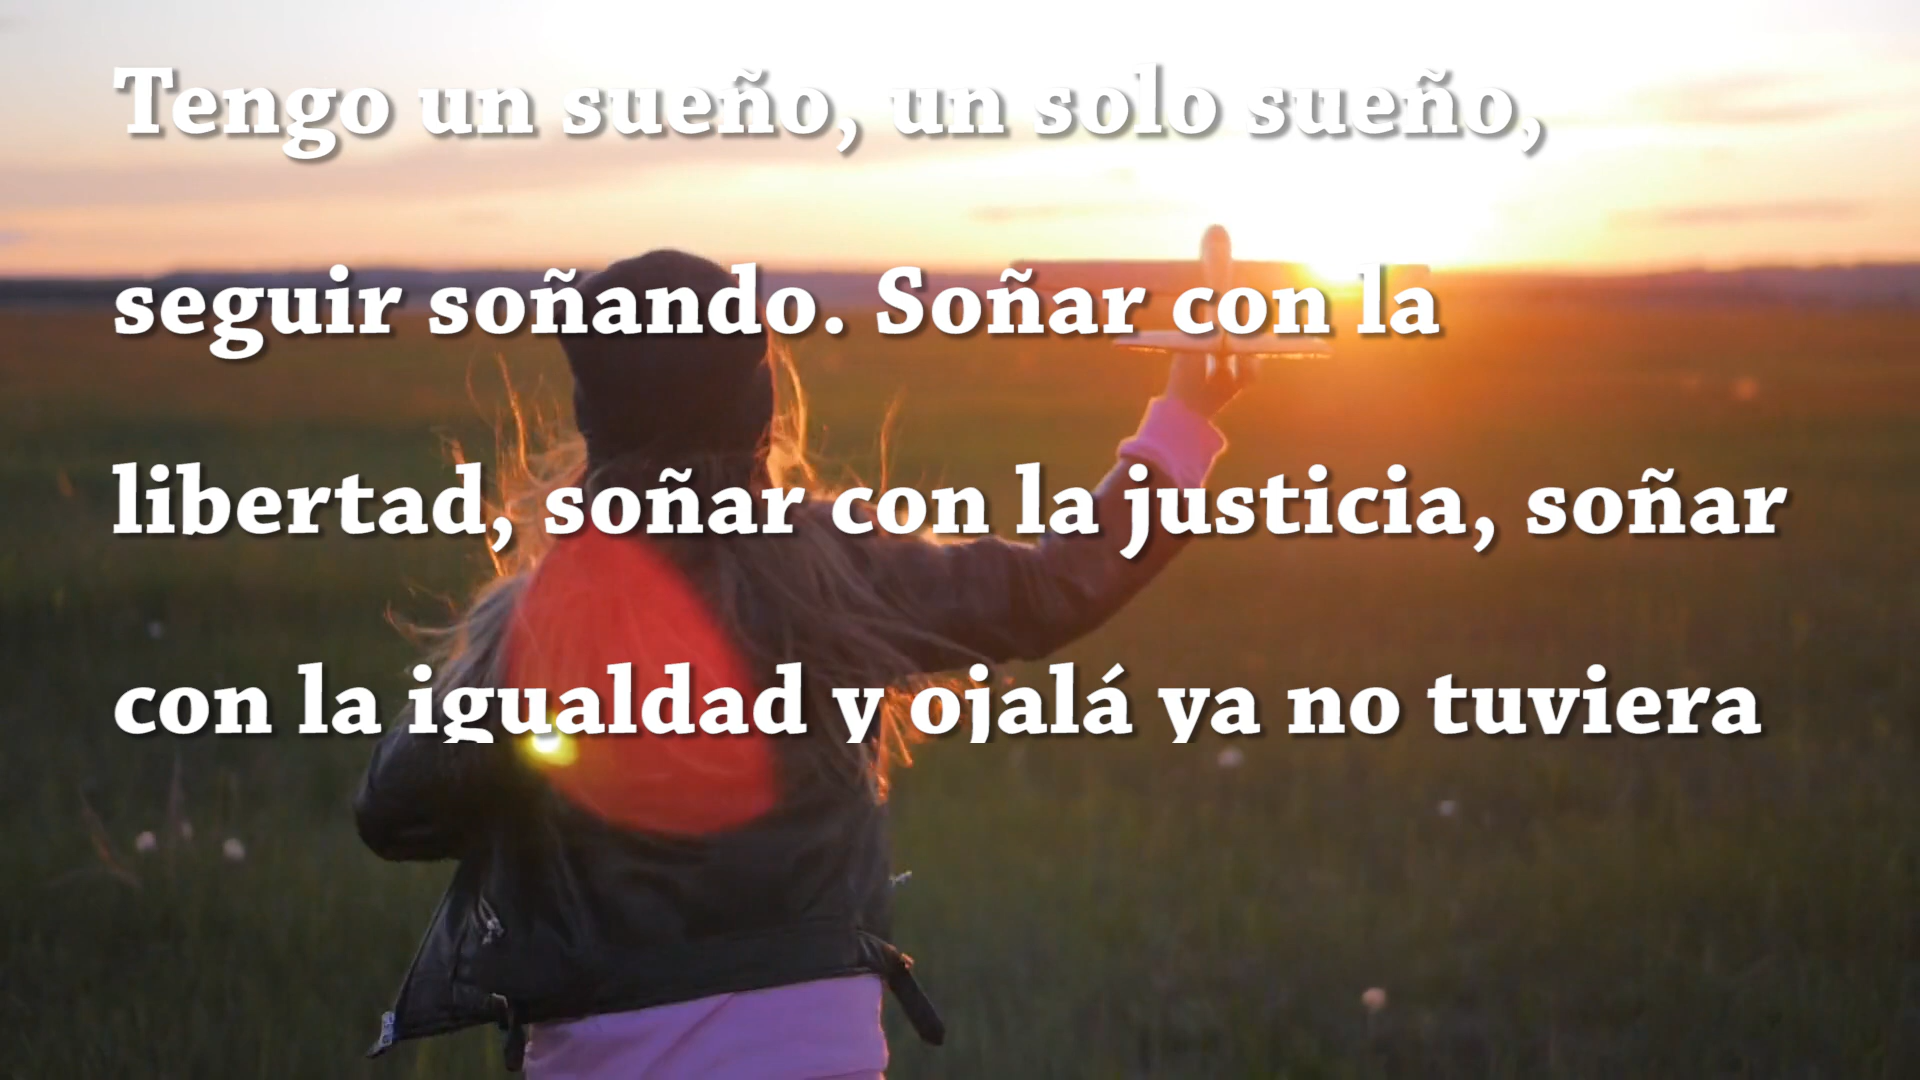 Tengo un sueño, un solo sueño,
seguir soñando. Soñar con la
libertad, soñar con la justicia, soñar
con la igualdad y ojalá ya no tuviera